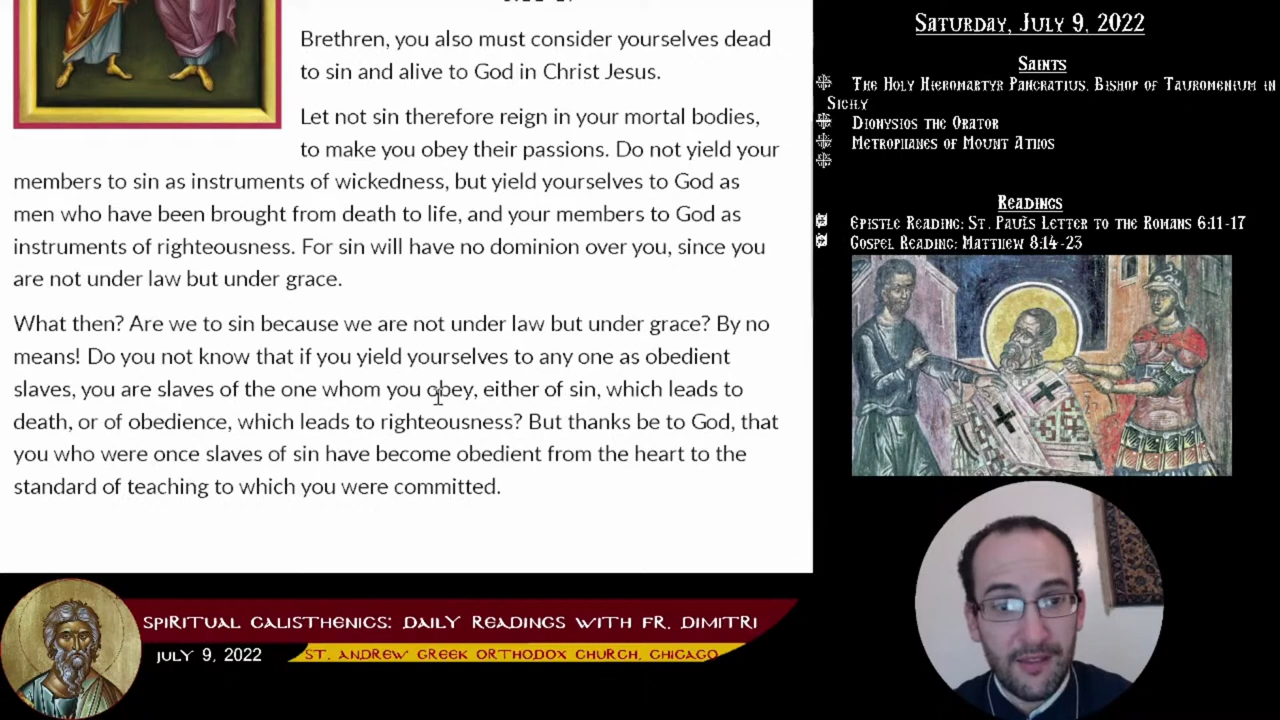 Brethren, you also must consider yourselves dead
to sin and alive to God in Christ Jesus.
Let not sin therefore reign in your mortal bodies,
to make you obey their passions. Do not yield your
members to sin as instruments of wickedness, but yield yourselves to God as
men who have been brought from death to life, and your members to God as
instruments of righteousness. For sin will have no dominion over you, since you
are not under law but under grace.
What then? Are we to sin because we are not under law but under grace? By no
means! Do you not know that if you yield yourselves to any one as obedient
slaves, you are slaves of the one whom you obey, either of sin, which leads to
death, or of obedience, which leads to righteousness? But thanks be to God, that
you who were once slaves of sin have become obedient from the heart to the
standard of teaching to which you were committed.
Saturday, July 9, 2022
Saints
The Holy Hieromartyr Pancratius, Bishop of Tauromenium in
Sicily
Dionysios the Orator
Metrophanes of Mount Athos
Readings
Epistle Reading: St. Paul's Letter to the Romans 6:11-17
Gospel Reading: Matthew 8:14-23
SPIRITUAL CALISTHENICS: DAILY READINGS WITH FR. DIMITRI
JULY 9, 2022
ST. ANDREW GREEK ORTHODOX CHURCH, CHICAGO